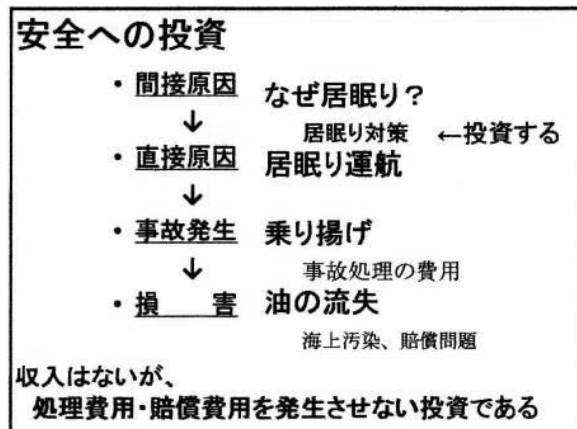 安全への投資
・間接原因 なぜ居眠り?
↓ 居眠り対策 ←投資する
・直接原因 居眠り運航
↓
・事故発生 乗り揚げ
↓ 事故処理の費用
・損 害 油の流失
海上汚染、賠償問題
収入はないが、
処理費用・賠償費用を発生させない投資である